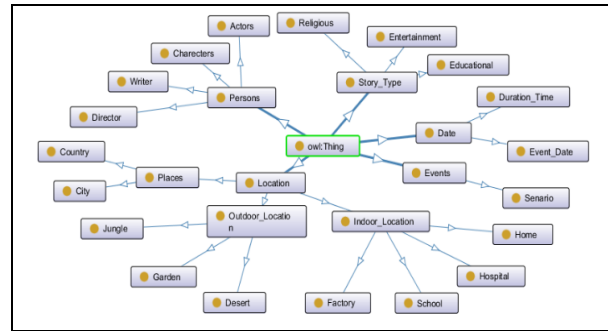 Religious
Actors
Entertainment
Charecters
Educational
Writer
Story_Type
Persons
Duration_Time
Director
Date
owl:Thing
Event_Date
Country
Events
Places
Location
City
Senario
Outdoor_Locatio
n
Indoor_Location
Jungle
Home
Garden
Hospital
Desert
Factory
School